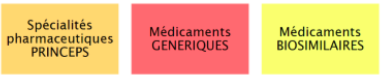 Spécialités
pharmaceutiques
PRINCEPS
Médicaments
GENERIQUES
Médicaments
BIOSIMILAIRES